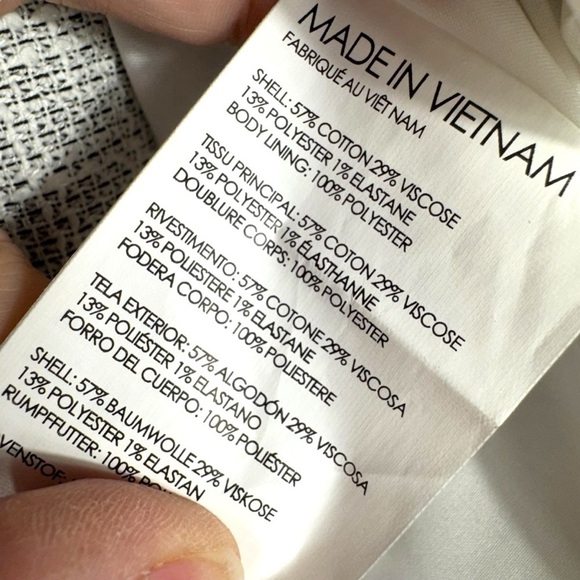 MADE IN VIETNAM
FABRIQUÉ AU VIÊT NAM
SHELL: 57% COTTON 29% VISCOSE
13% POLYESTER 1% ELASTANE
BODY LINING: 100% POLYESTER
TISSU PRINCIPAL: 57% COTON 29% VISCOSE
13% POLYESTER 1% ÉLASTHANNE
DOUBLURE CORPS: 100% POLYESTER
RIVESTIMENTO: 57% COTONE 29% VISCOSA
13% POLIESTERE 1% ELASTANE
FODERA CORPO: 100% POLIESTERE
TELA EXTERIOR: 57% ALGODÓN 29% VISCOSA
13% POLIÉSTER 1% ELASTANO
FORRO DEL CUERPO: 100% POLIÉSTER
SHELL: 57% BAUMWOLLE 29% VISKOSE
13% POLYESTER 1% ELASTAN
RUMPFFUTTER: 100%